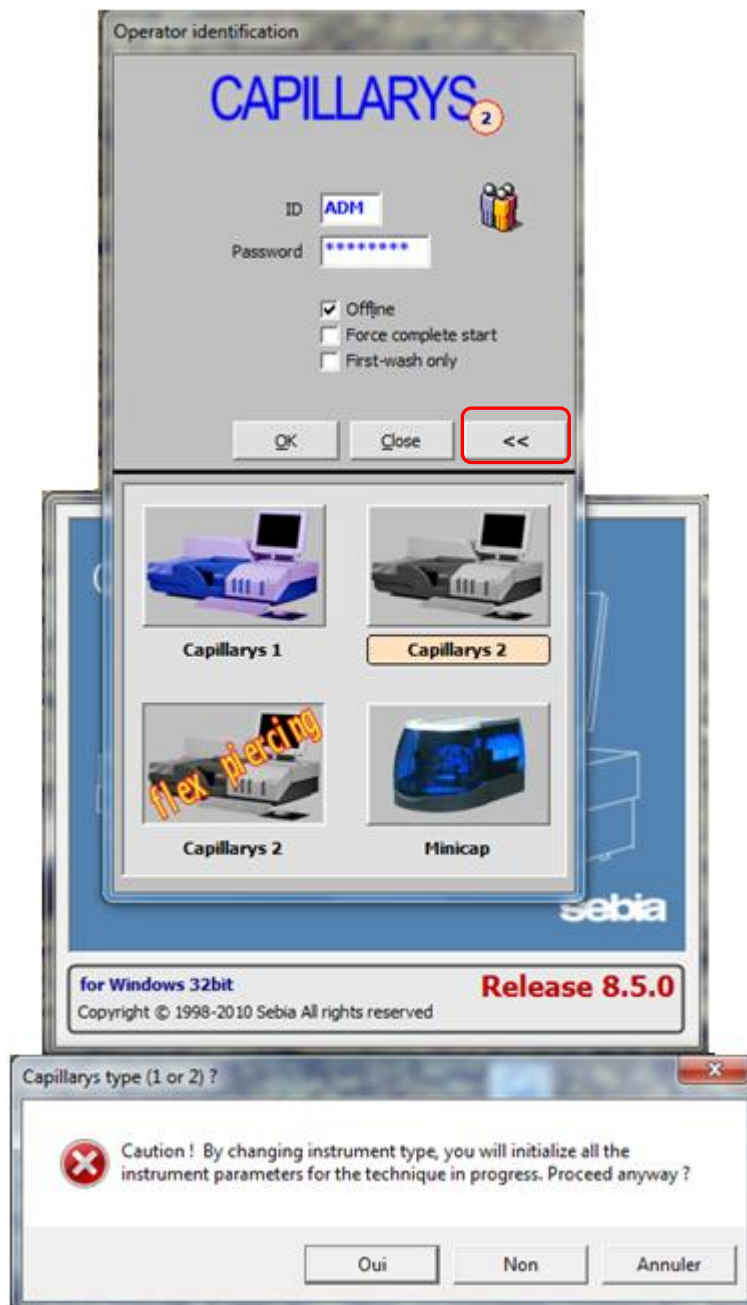 Operator identification
CAPILLARYS 2
ID ADM
Password ********
Offline
Force complete start
First-wash only
OK Close <<
Capillarys 1 Capillarys 2
flex piercing
Capillarys 2 Minicap
sebia
for Windows 32bit Release 8.5.0
Copyright © 1998-2010 Sebia All rights reserved
Capillarys type (1 or 2) ?
Caution ! By changing instrument type, you will initialize all the
instrument parameters for the technique in progress. Proceed anyway ?
Oui Non Annuler